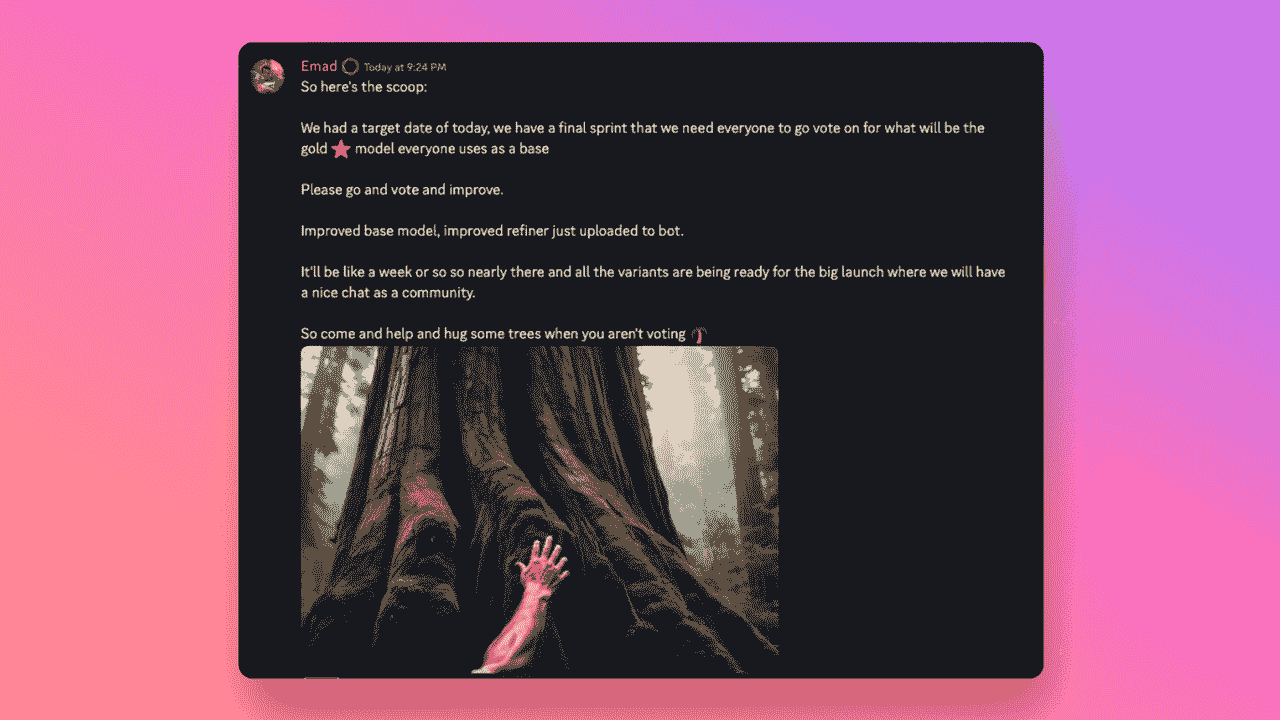 Emad Today at 9:24 PM
So here's the scoop:
We had a target date of today, we have a final sprint that we need everyone to go vote on for what will be the
gold ⭐ model everyone uses as a base
Please go and vote and improve.
Improved base model, improved refiner just uploaded to bot.
It'll be like a week or so so nearly there and all the variants are being ready for the big launch where we will have
a nice chat as a community.
So come and help and hug some trees when you aren't voting 🌴